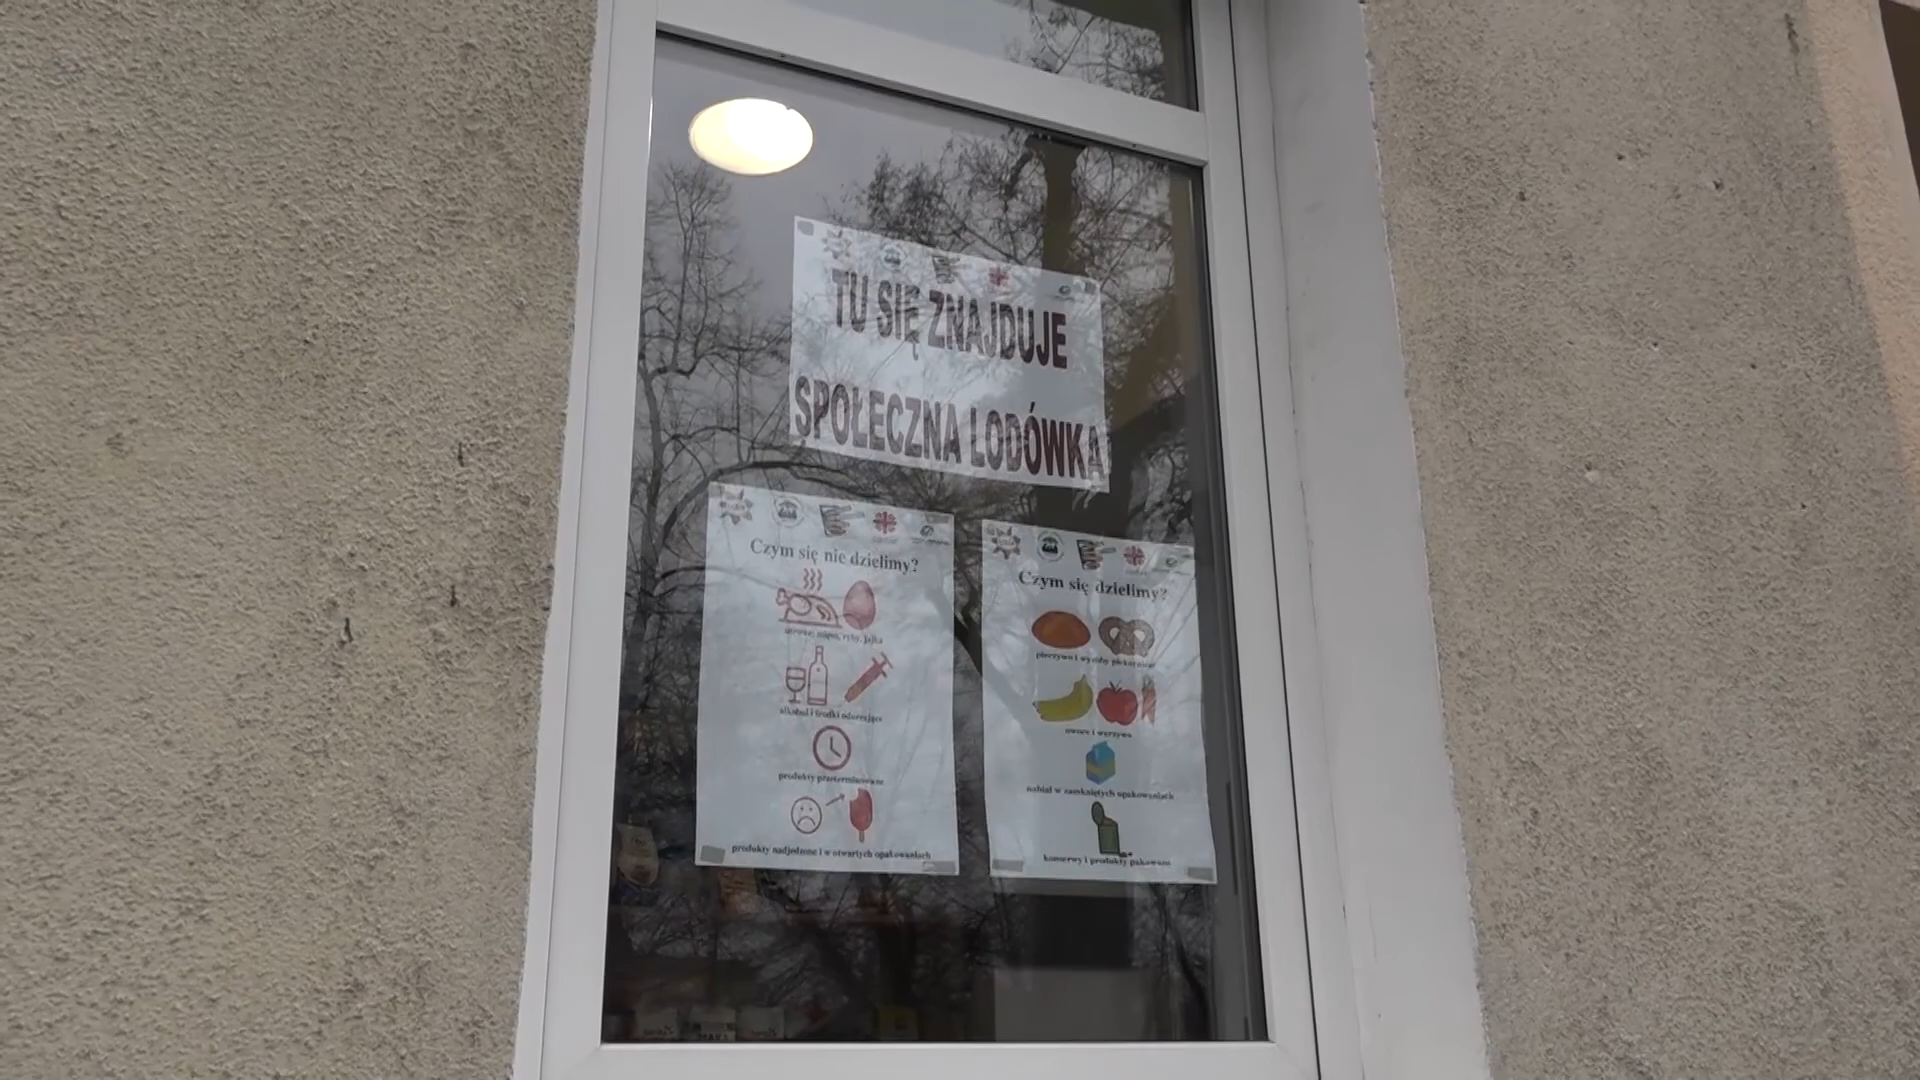 TU SIĘ ZNAJDUJE
SPOŁECZNA LODÓWKA
Czym się nie dzielimy?
surowe: mięso, ryby, jajka
alkohol i środki odurzające
produkty przeterminowane
produkty nadjedzone i w otwartych opakowaniach
Czym się dzielimy?
pieczywo i wyroby piekarnicze
owoce i warzywa
nabiał w zamkniętych opakowaniach
konserwy i produkty pakowane